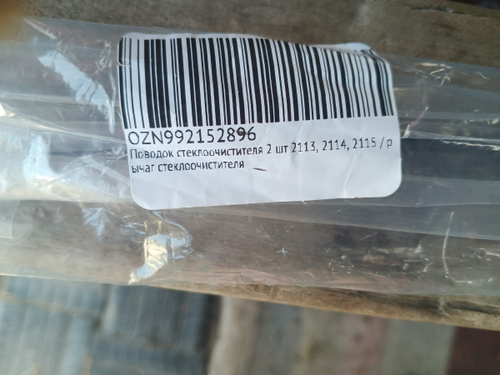 OZN992152896
Поводок стеклоочистителя 2 шт 2113, 2114, 2115 / р
ычаг стеклоочистителя